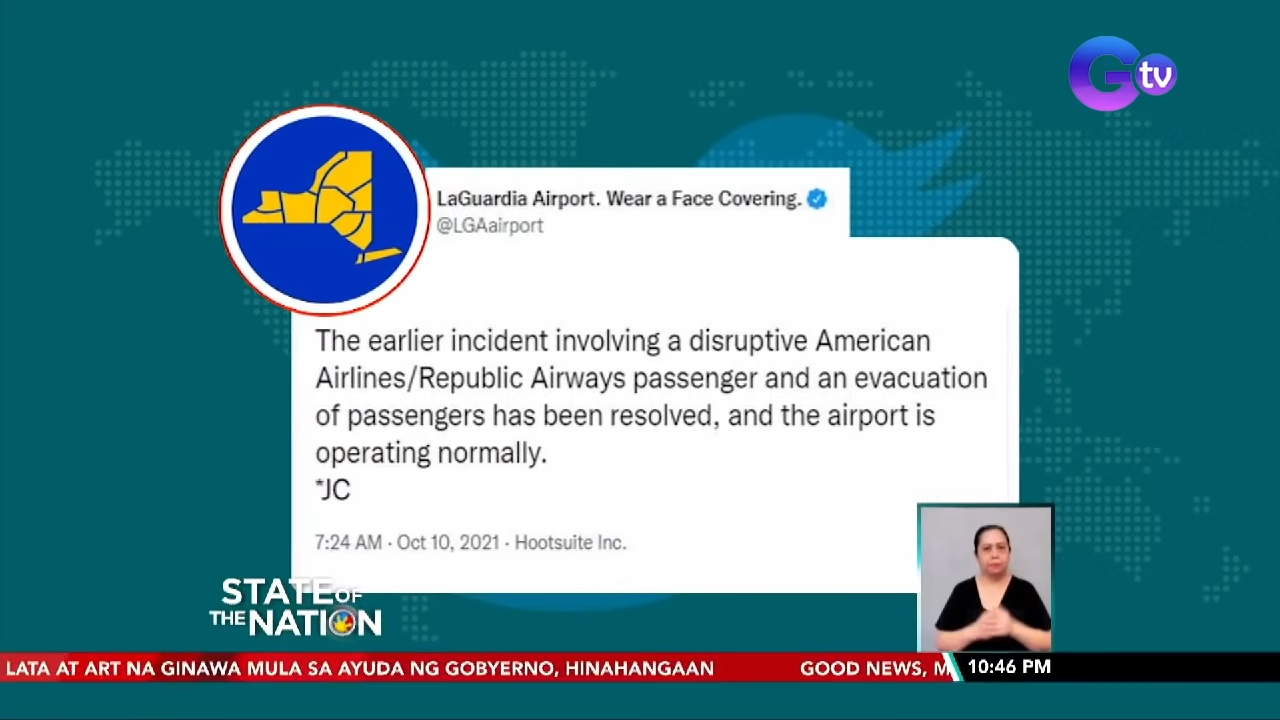 Gtv
LaGuardia Airport. Wear a Face Covering.
@LGAairport
The earlier incident involving a disruptive American
Airlines/Republic Airways passenger and an evacuation
of passengers has been resolved, and the airport is
operating normally.
*JC
7:24 AM · Oct 10, 2021 · Hootsuite Inc.
STATE OF
THE NATION
LATA AT ART NA GINAWA MULA SA AYUDA NG GOBYERNO, HINAHANGAAN GOOD NEWS, M 10:46 PM